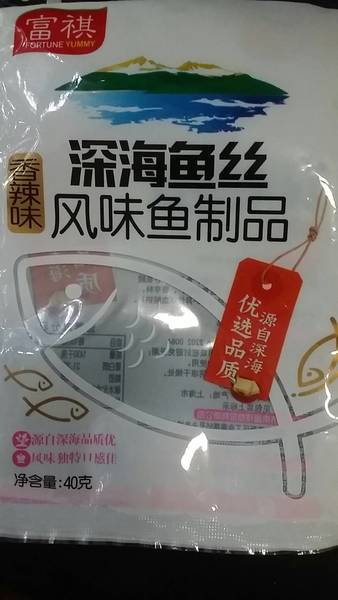 富祺
FORTUNE YUMMY
香辣味
深海鱼丝
风味鱼制品
源自深海
优选品质
源自深海品质优
风味独特口感佳
净含量:40克